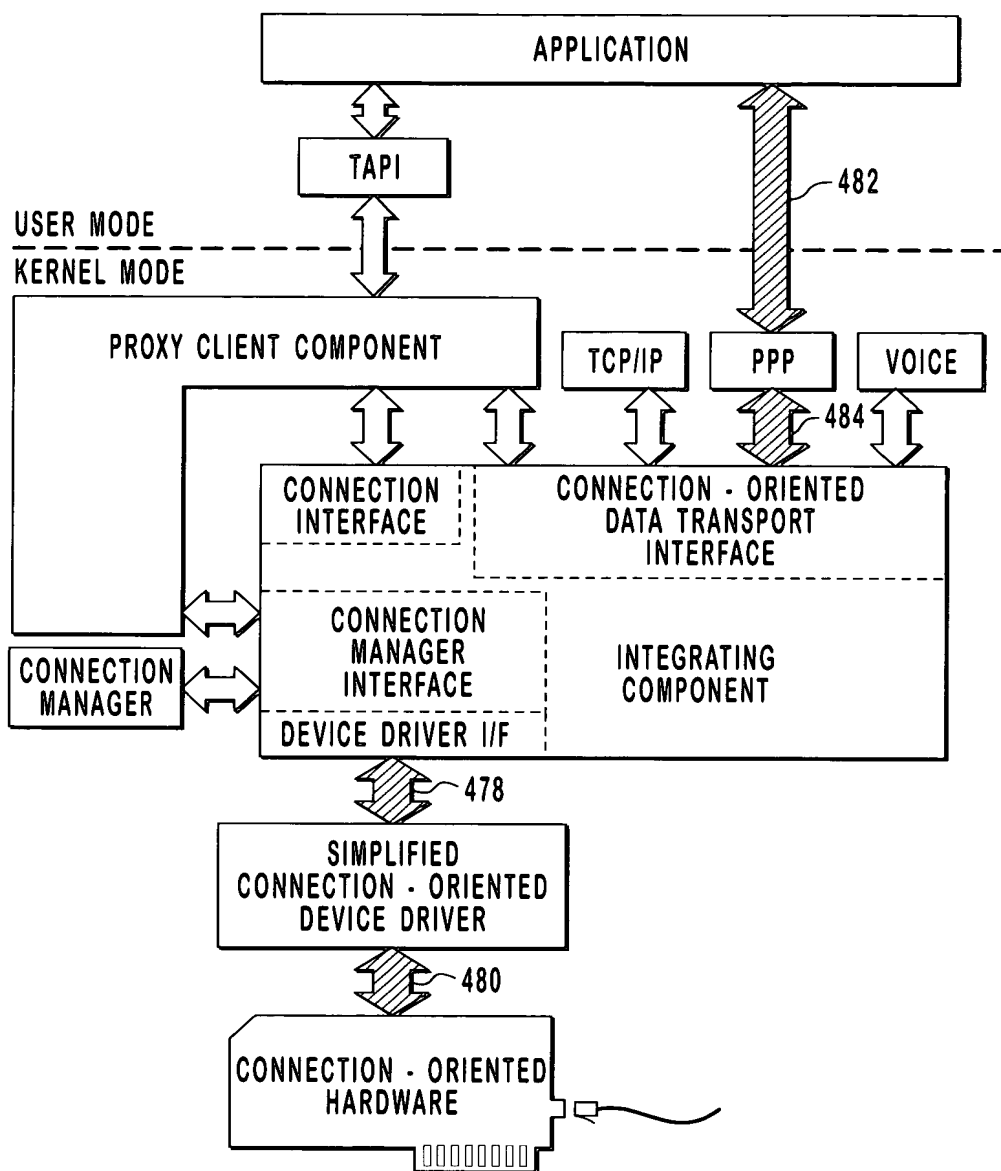 APPLICATION
TAPI
482
USER MODE
KERNEL MODE
PROXY CLIENT COMPONENT
TCP/IP
PPP
VOICE
484
CONNECTION
INTERFACE
CONNECTION - ORIENTED
DATA TRANSPORT
INTERFACE
CONNECTION
MANAGER
INTERFACE
INTEGRATING
COMPONENT
CONNECTION
MANAGER
DEVICE DRIVER I/F
478
SIMPLIFIED
CONNECTION - ORIENTED
DEVICE DRIVER
480
CONNECTION - ORIENTED
HARDWARE